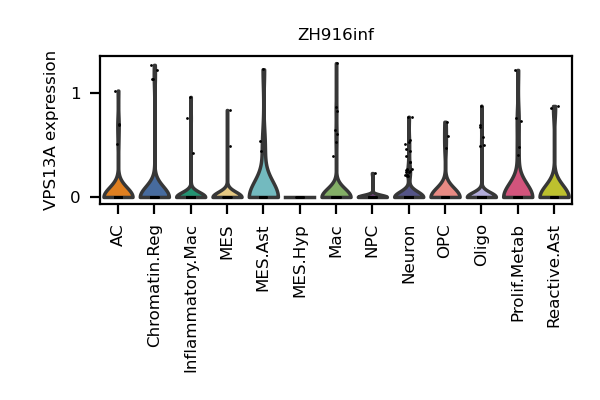 ZH916inf
VPS13A expression
1
0
AC
Chromatin.Reg
Inflammatory.Mac
MES
MES.Ast
MES.Hyp
Mac
NPC
Neuron
OPC
Oligo
Prolif.Metab
Reactive.Ast